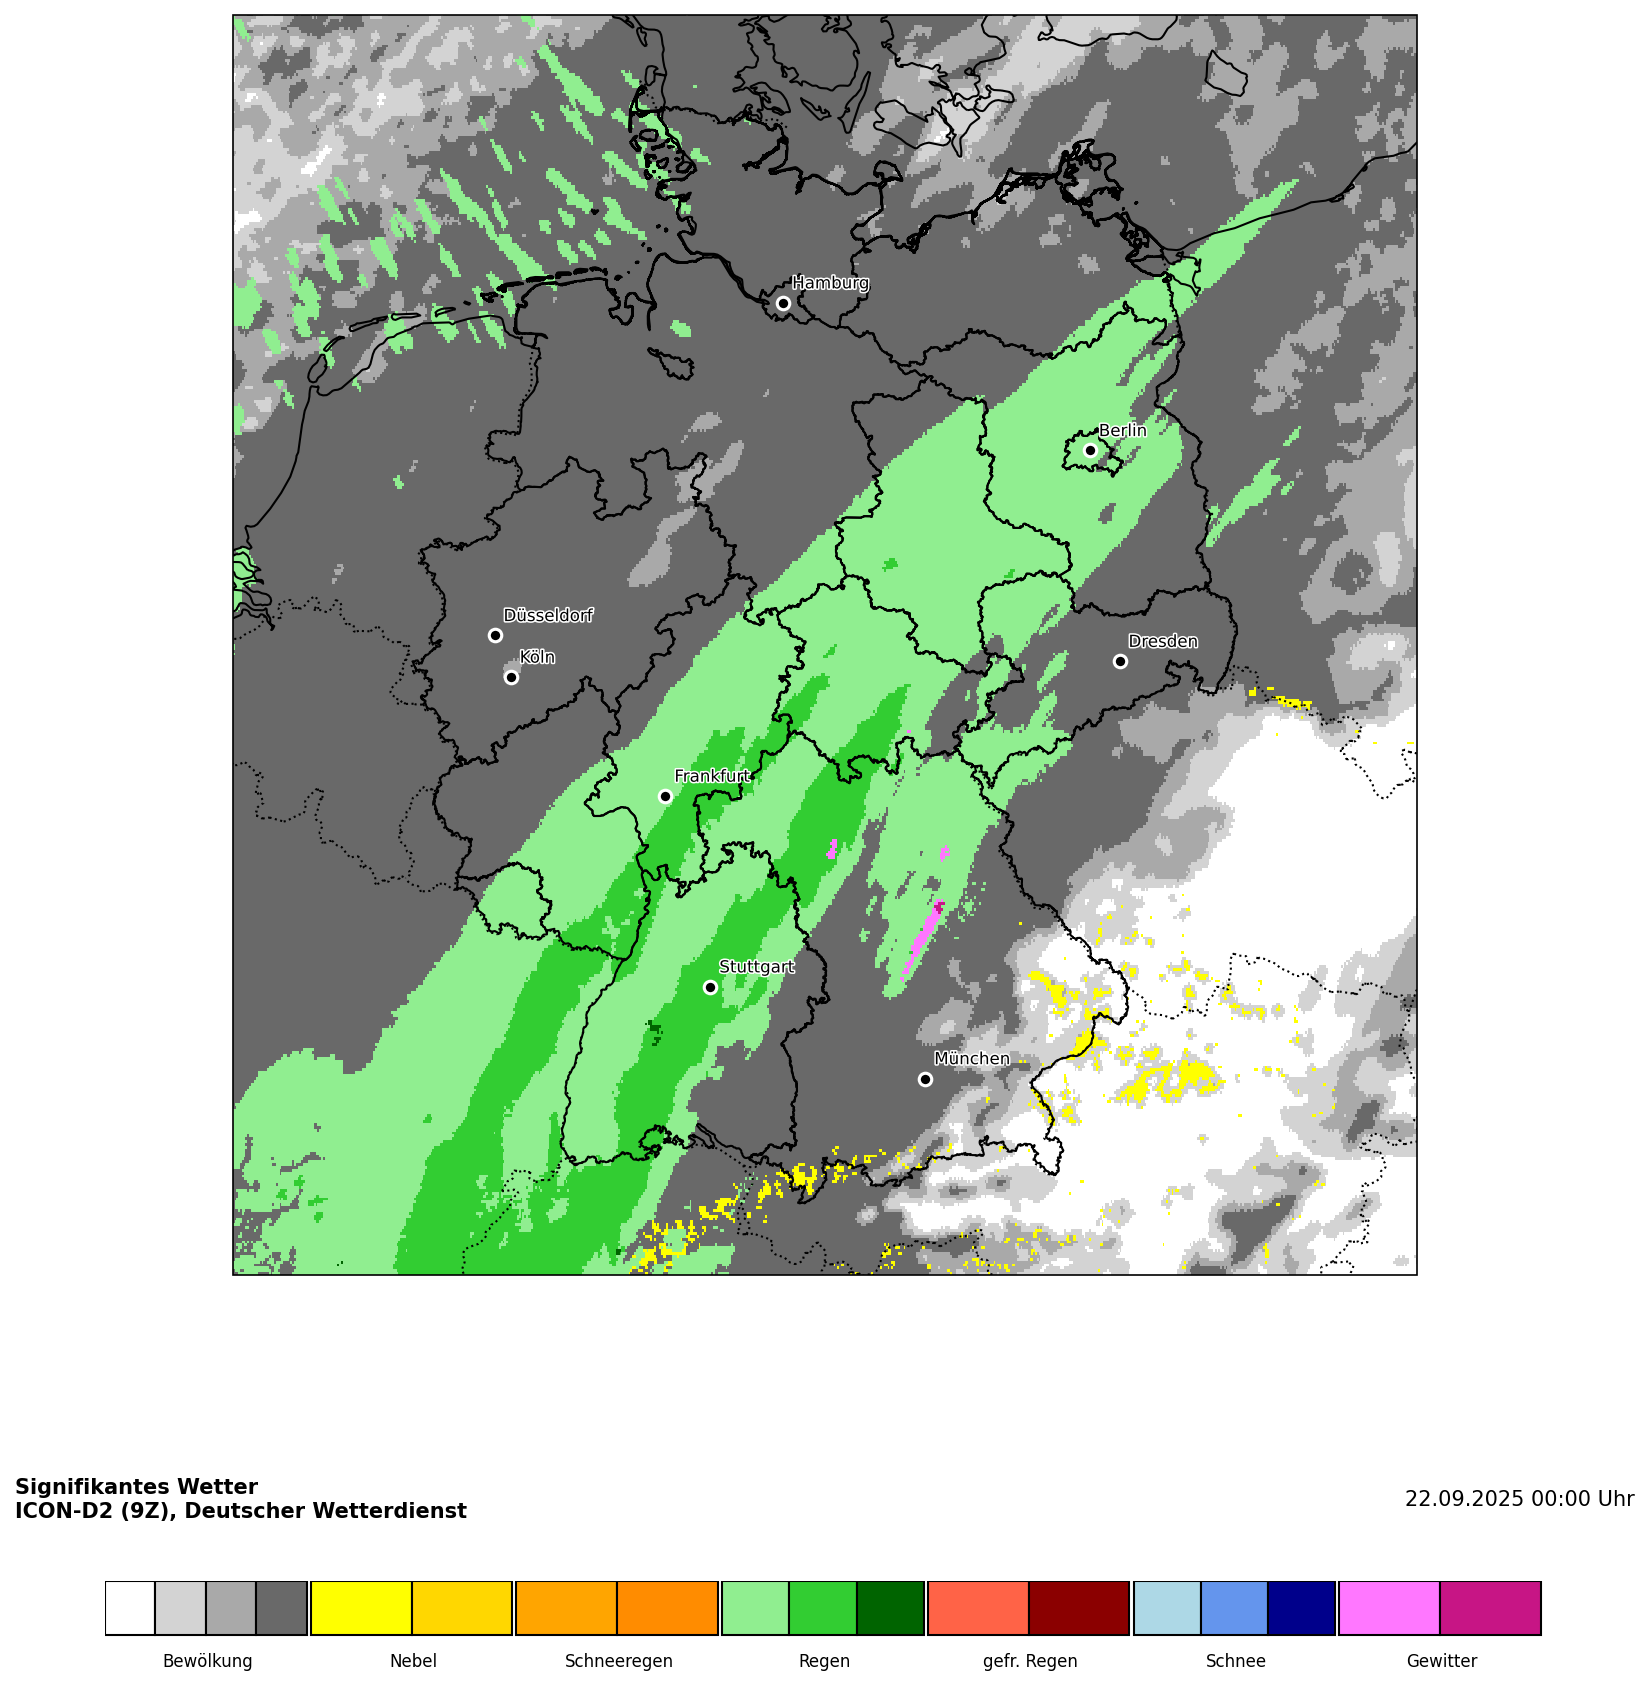 Hamburg
Berlin
Düsseldorf
Dresden
Köln
Frankfurt
Stuttgart
München
Signifikantes Wetter
ICON-D2 (9Z), Deutscher Wetterdienst
22.09.2025 00:00 Uhr
Bewölkung Nebel Schneeregen Regen gefr. Regen Schnee Gewitter